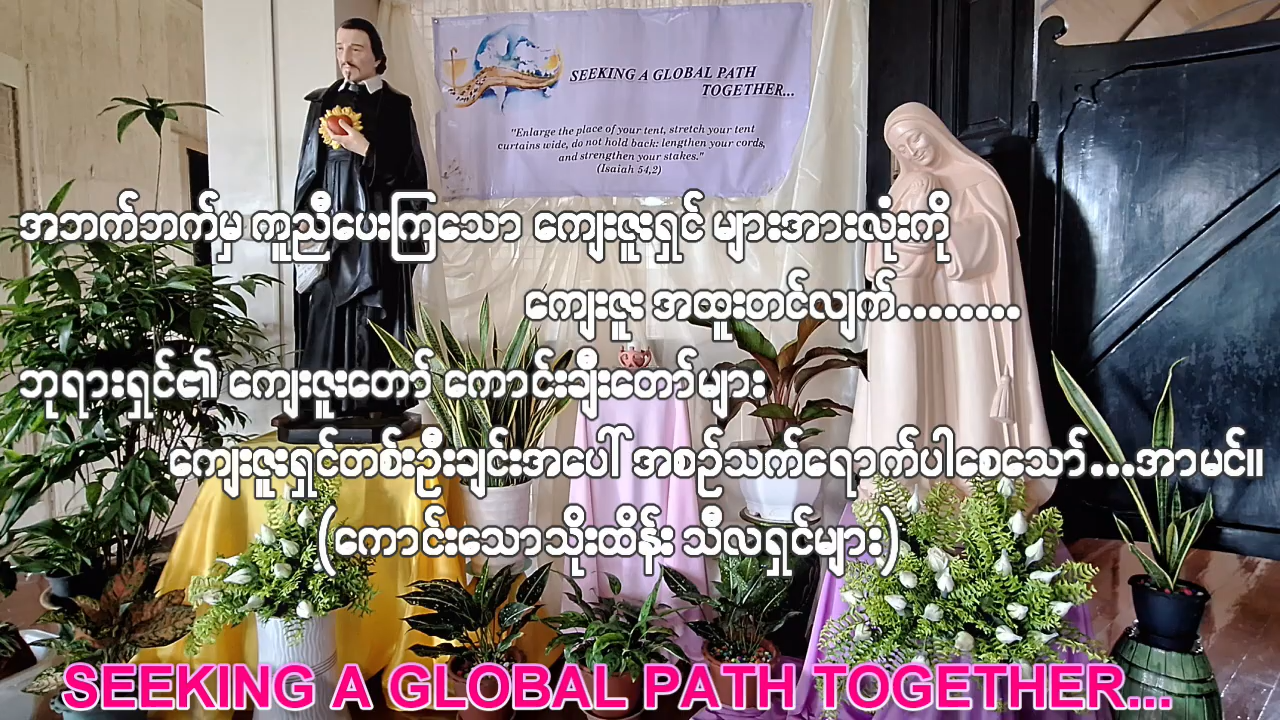 SEEKING A GLOBAL PATH
TOGETHER...
"Enlarge the place of your tent, stretch your tent
curtains wide, do not hold back: lengthen your cords,
and strengthen your stakes."
(Isaiah 54,2)
အဘက်ဘက်မှ ကူညီပေးကြသော ကျေးဇူးရှင် များအားလုံးကို
ကျေးဇူး အထူးတင်လျက်.........
ဘုရားရှင်၏ ကျေးဇူးတော် ကောင်းချီးတော်များ
ကျေးဇူးရှင်တစ်ဦးချင်းအပေါ် အစဉ်သက်ရောက်ပါစေသော်...အာမင်။
(ကောင်းသောသိုးထိန်း သီလရှင်များ)
SEEKING A GLOBAL PATH TOGETHER...